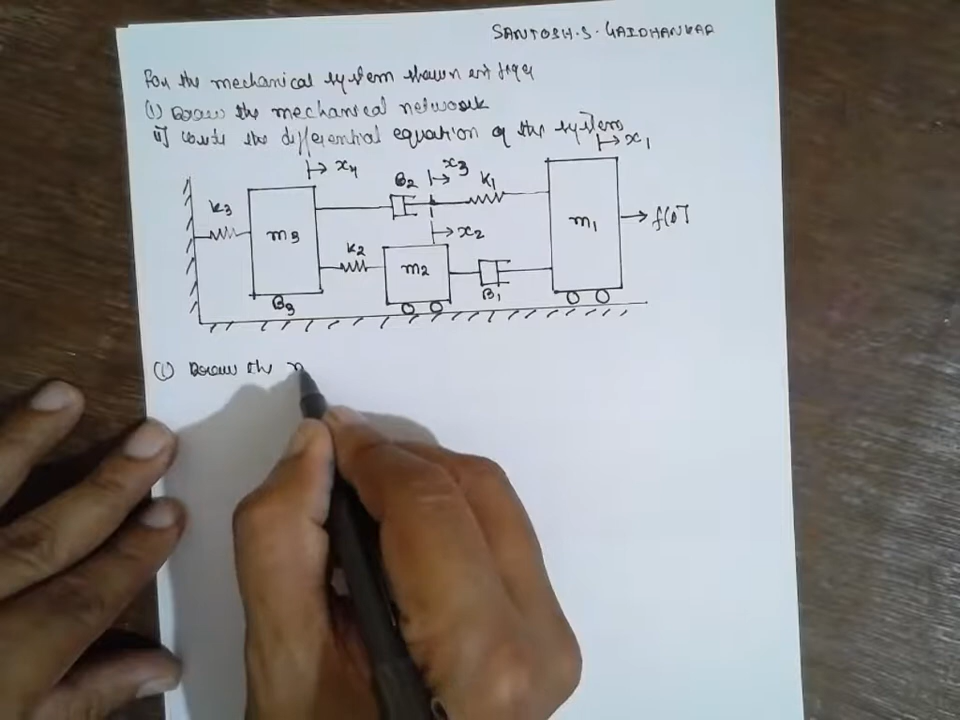 SANTOSH.S. GAIDHANKAR
For the mechanical system shown in fig
(i) Draw the mechanical network
ii) write the differential equation of the system
x1
x4
x3
B2
K1
K3
x2
m3
m1
f(t)
K2
m2
B3
B1
(i) Draw the